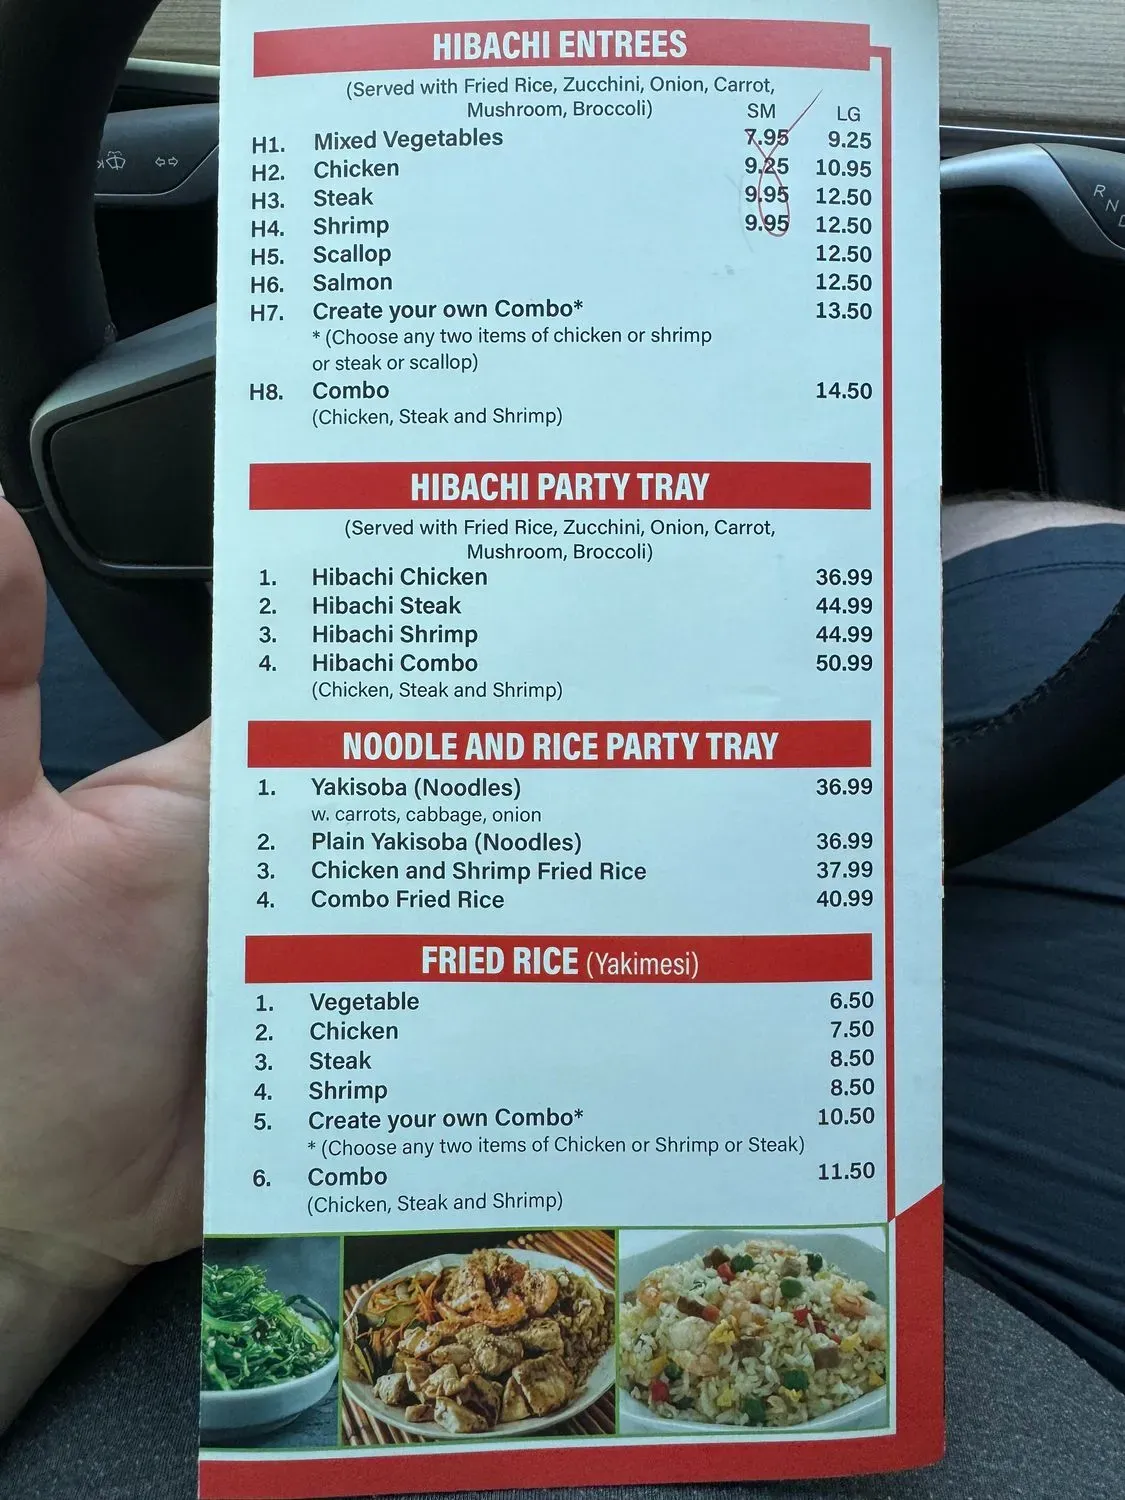 HIBACHI ENTREES
(Served with Fried Rice, Zucchini, Onion, Carrot,
Mushroom, Broccoli) SM LG
H1. Mixed Vegetables 7.95 9.25
H2. Chicken 9.25 10.95
H3. Steak 9.95 12.50
H4. Shrimp 9.95 12.50
H5. Scallop 12.50
H6. Salmon 12.50
H7. Create your own Combo* 13.50
* (Choose any two items of chicken or shrimp
or steak or scallop)
H8. Combo 14.50
(Chicken, Steak and Shrimp)
HIBACHI PARTY TRAY
(Served with Fried Rice, Zucchini, Onion, Carrot,
Mushroom, Broccoli)
1. Hibachi Chicken 36.99
2. Hibachi Steak 44.99
3. Hibachi Shrimp 44.99
4. Hibachi Combo 50.99
(Chicken, Steak and Shrimp)
NOODLE AND RICE PARTY TRAY
1. Yakisoba (Noodles) 36.99
w. carrots, cabbage, onion
2. Plain Yakisoba (Noodles) 36.99
3. Chicken and Shrimp Fried Rice 37.99
4. Combo Fried Rice 40.99
FRIED RICE (Yakimesi)
1. Vegetable 6.50
2. Chicken 7.50
3. Steak 8.50
4. Shrimp 8.50
5. Create your own Combo* 10.50
* (Choose any two items of Chicken or Shrimp or Steak)
6. Combo 11.50
(Chicken, Steak and Shrimp)
R
N